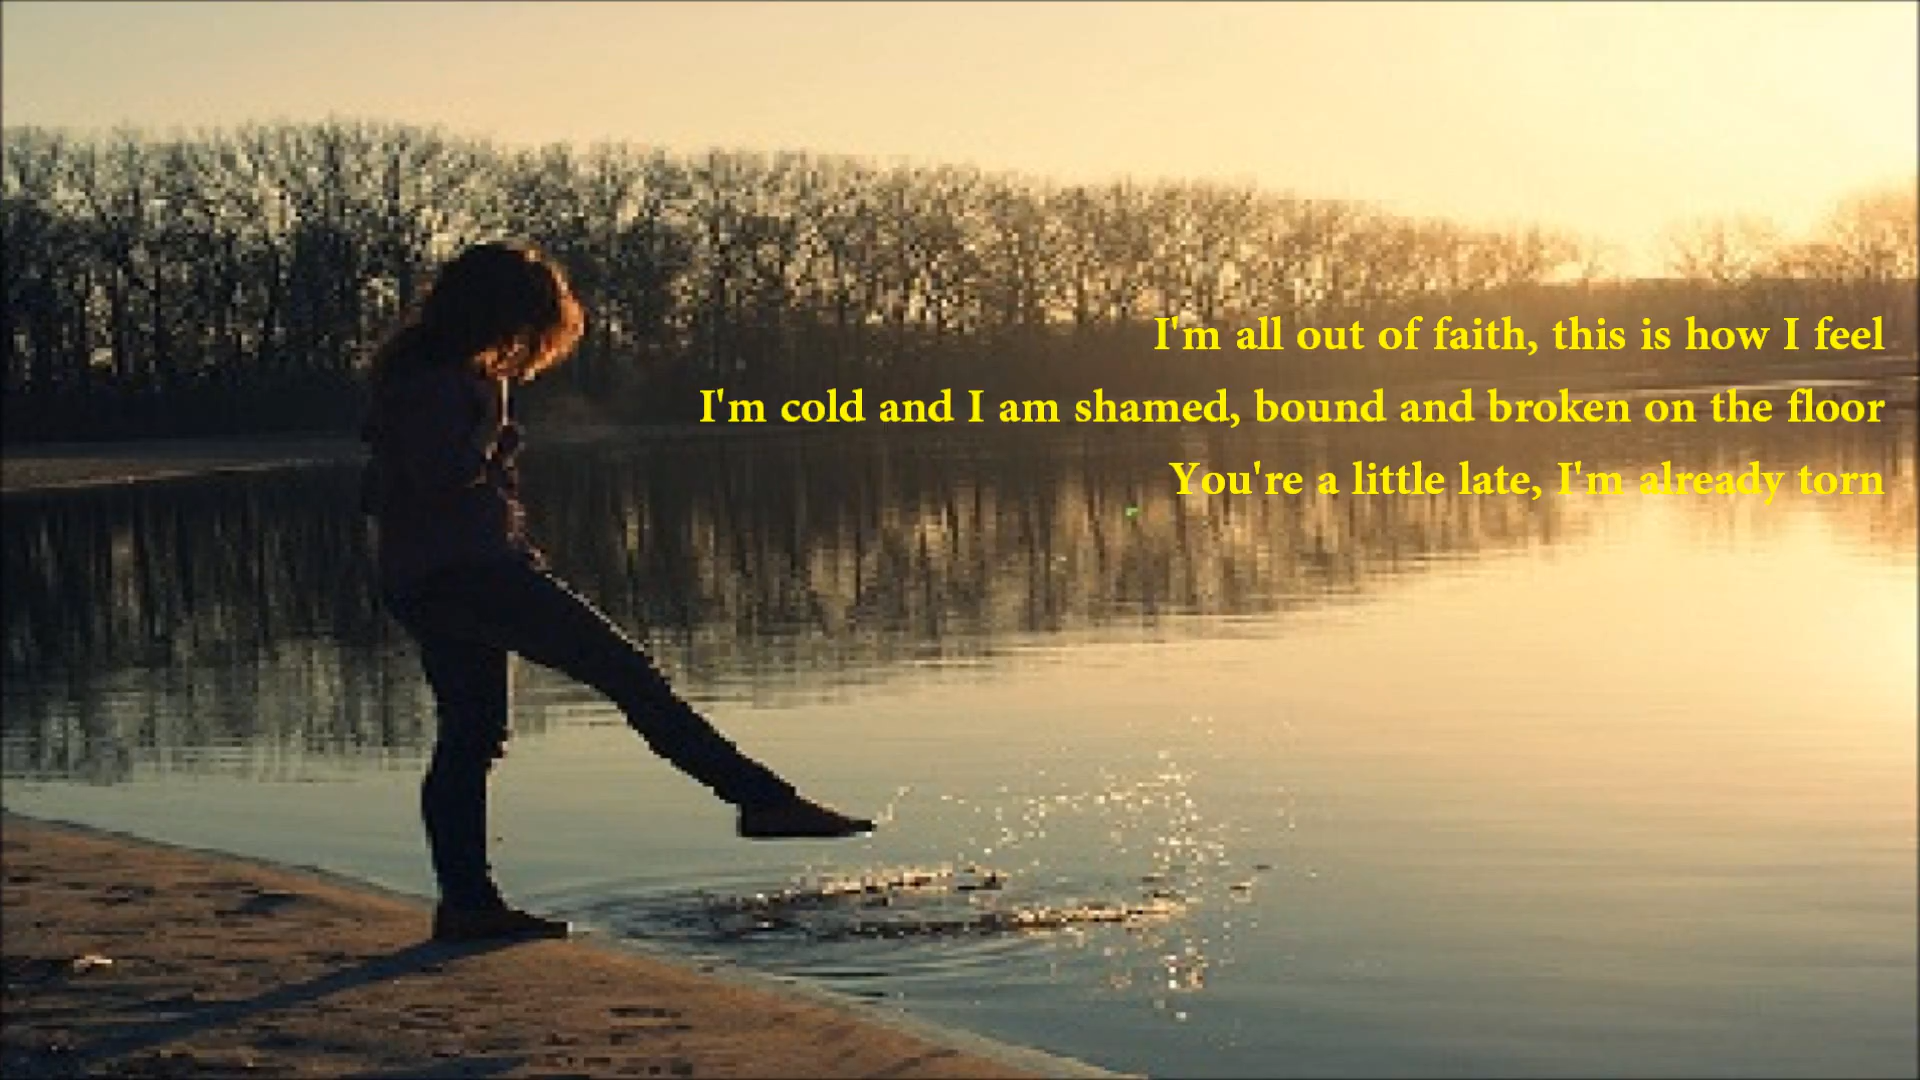 I'm all out of faith, this is how I feel
I'm cold and I am shamed, bound and broken on the floor
You're a little late, I'm already torn